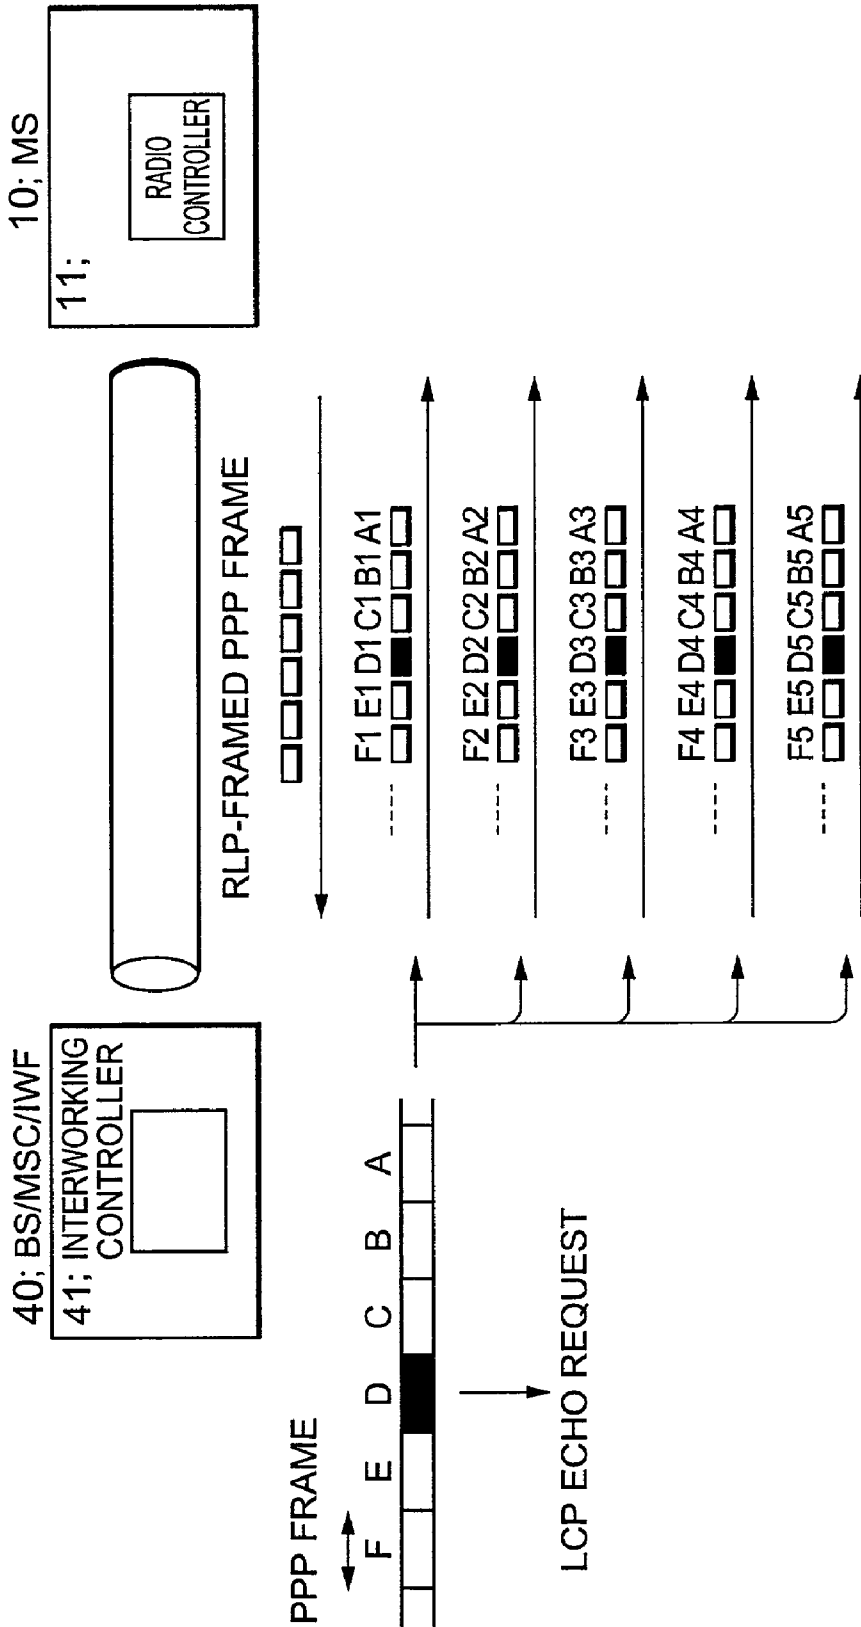 40; BS/MSC/IWF
41; INTERWORKING
CONTROLLER
10; MS
11;
RADIO
CONTROLLER
RLP-FRAMED PPP FRAME
PPP FRAME
F E D C B A
LCP ECHO REQUEST
F1 E1 D1 C1 B1 A1
F2 E2 D2 C2 B2 A2
F3 E3 D3 C3 B3 A3
F4 E4 D4 C4 B4 A4
F5 E5 D5 C5 B5 A5